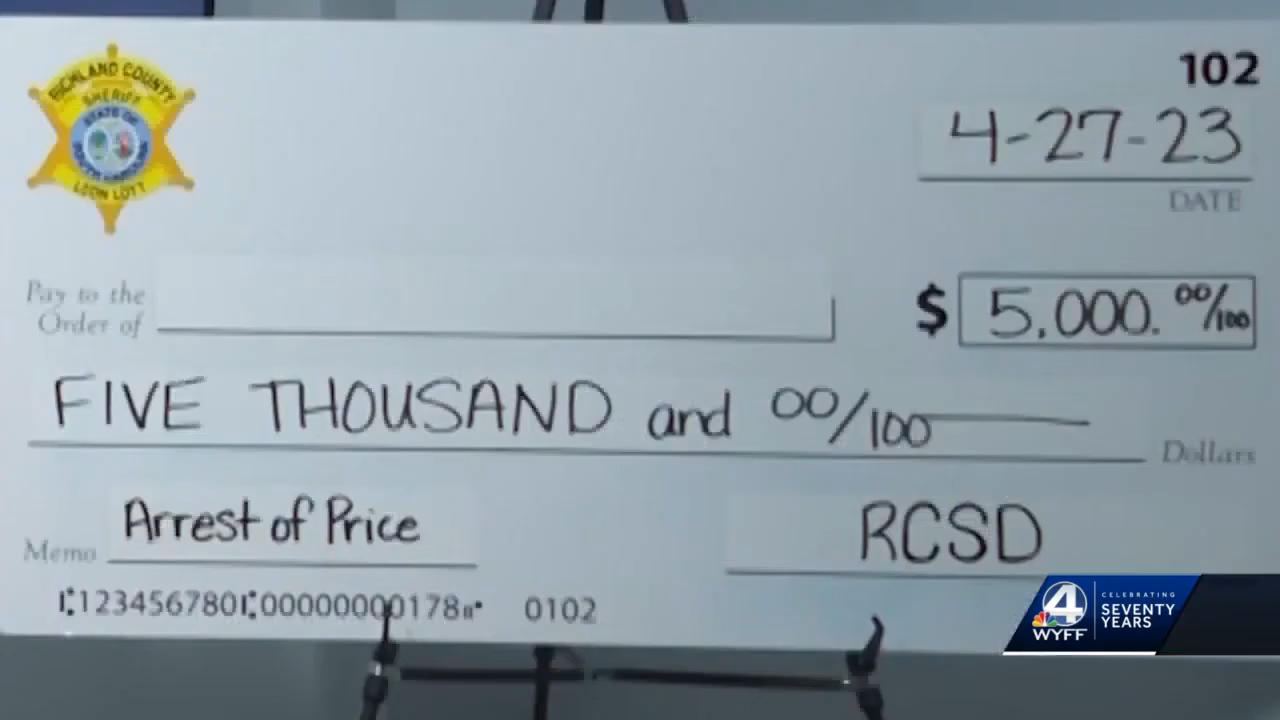 RICHLAND COUNTY
SHERIFF
STATE OF
LEON LOTT
102
4-27-23
DATE
Pay to the
Order of
$ 5,000. 00/100
FIVE THOUSAND and 00/100
Dollars
Memo Arrest of Price
RCSD
⑆123456780⑆00000000178⑈ 0102
4
WYFF
CELEBRATING
SEVENTY
YEARS